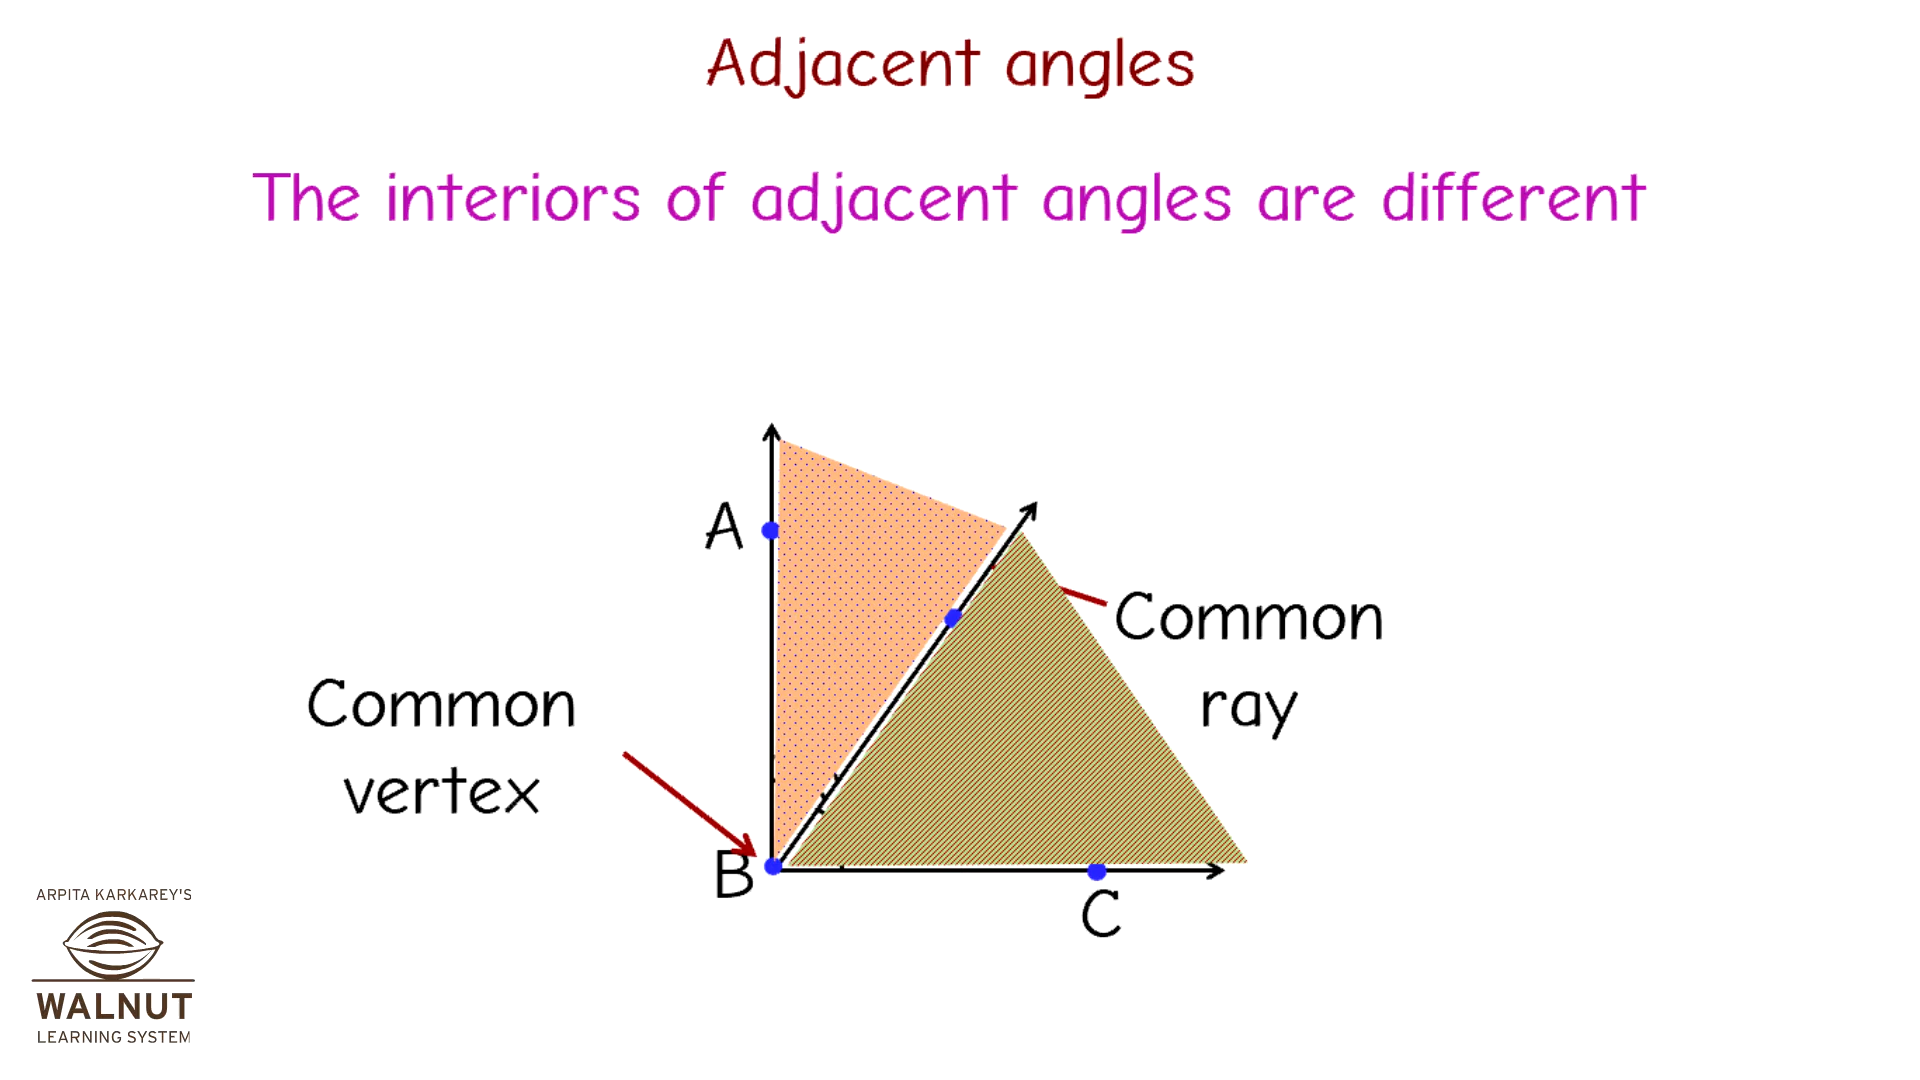 Adjacent angles
The interiors of adjacent angles are different
A
Common
ray
Common
vertex
B
C
ARPITA KARKAREY'S
WALNUT
LEARNING SYSTEM